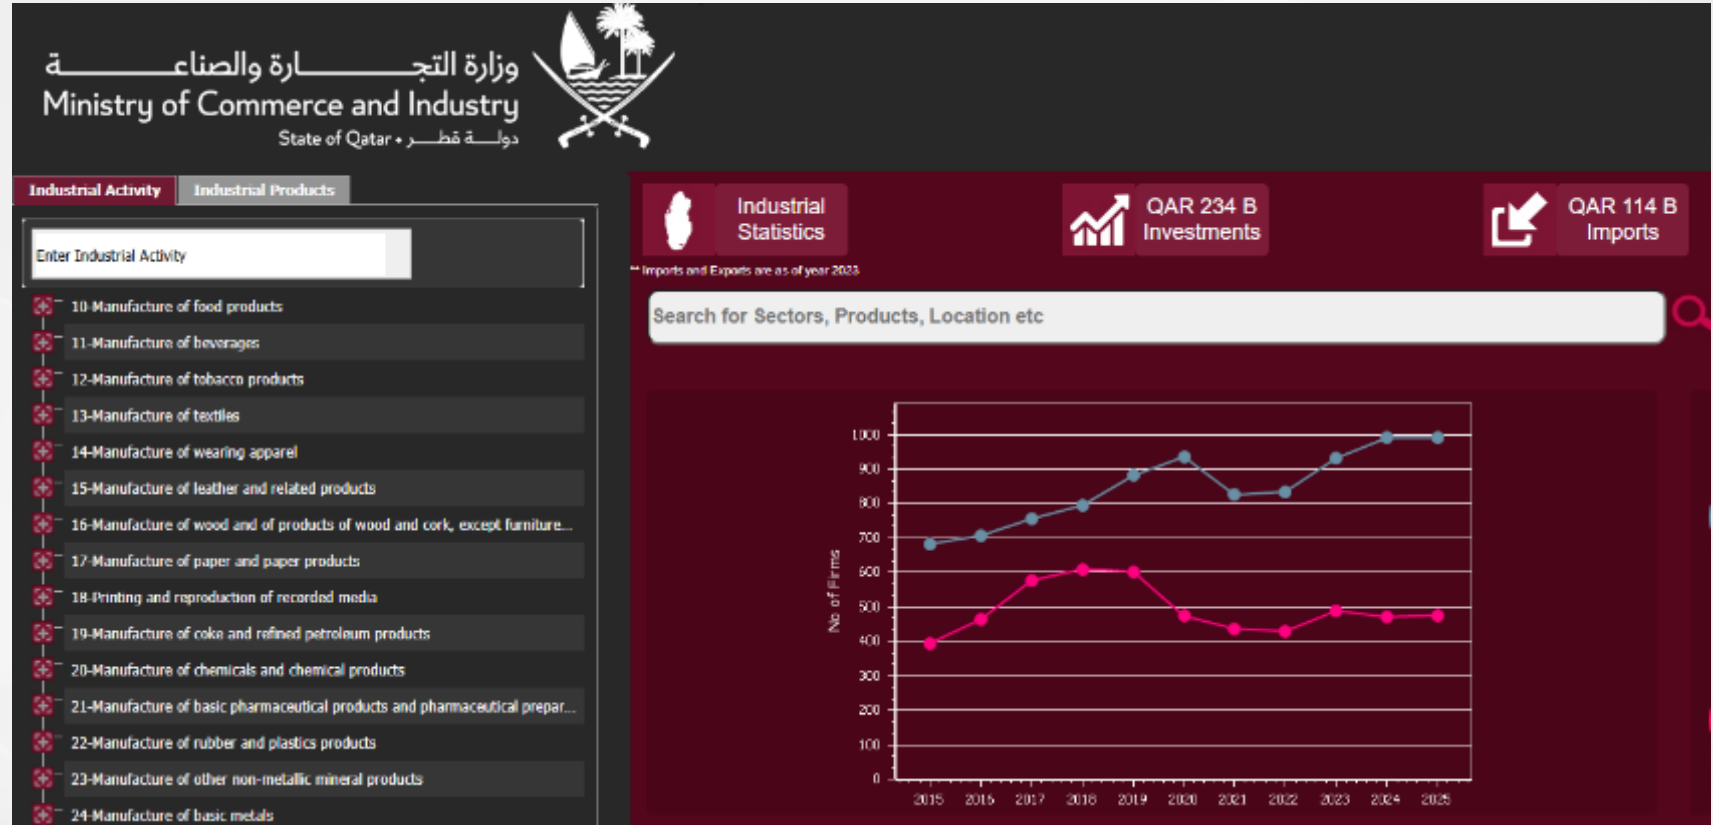 وزارة التجـــــــارة والصناعـــــــة
Ministry of Commerce and Industry
State of Qatar • دولـــة قطـــر
Industrial Activity
Industrial Products
Enter Industrial Activity
10-Manufacture of food products
11-Manufacture of beverages
12-Manufacture of tobacco products
13-Manufacture of textiles
14-Manufacture of wearing apparel
15-Manufacture of leather and related products
16-Manufacture of wood and of products of wood and cork, except furniture...
17-Manufacture of paper and paper products
18-Printing and reproduction of recorded media
19-Manufacture of coke and refined petroleum products
20-Manufacture of chemicals and chemical products
21-Manufacture of basic pharmaceutical products and pharmaceutical prepar...
22-Manufacture of rubber and plastics products
23-Manufacture of other non-metallic mineral products
24-Manufacture of basic metals
Industrial
Statistics
QAR 234 B
Investments
QAR 114 B
Imports
** Imports and Exports are as of year 2023
Search for Sectors, Products, Location etc
No of Firms
1000
900
800
700
600
500
400
300
200
100
0
2015 2016 2017 2018 2019 2020 2021 2022 2023 2024 2025